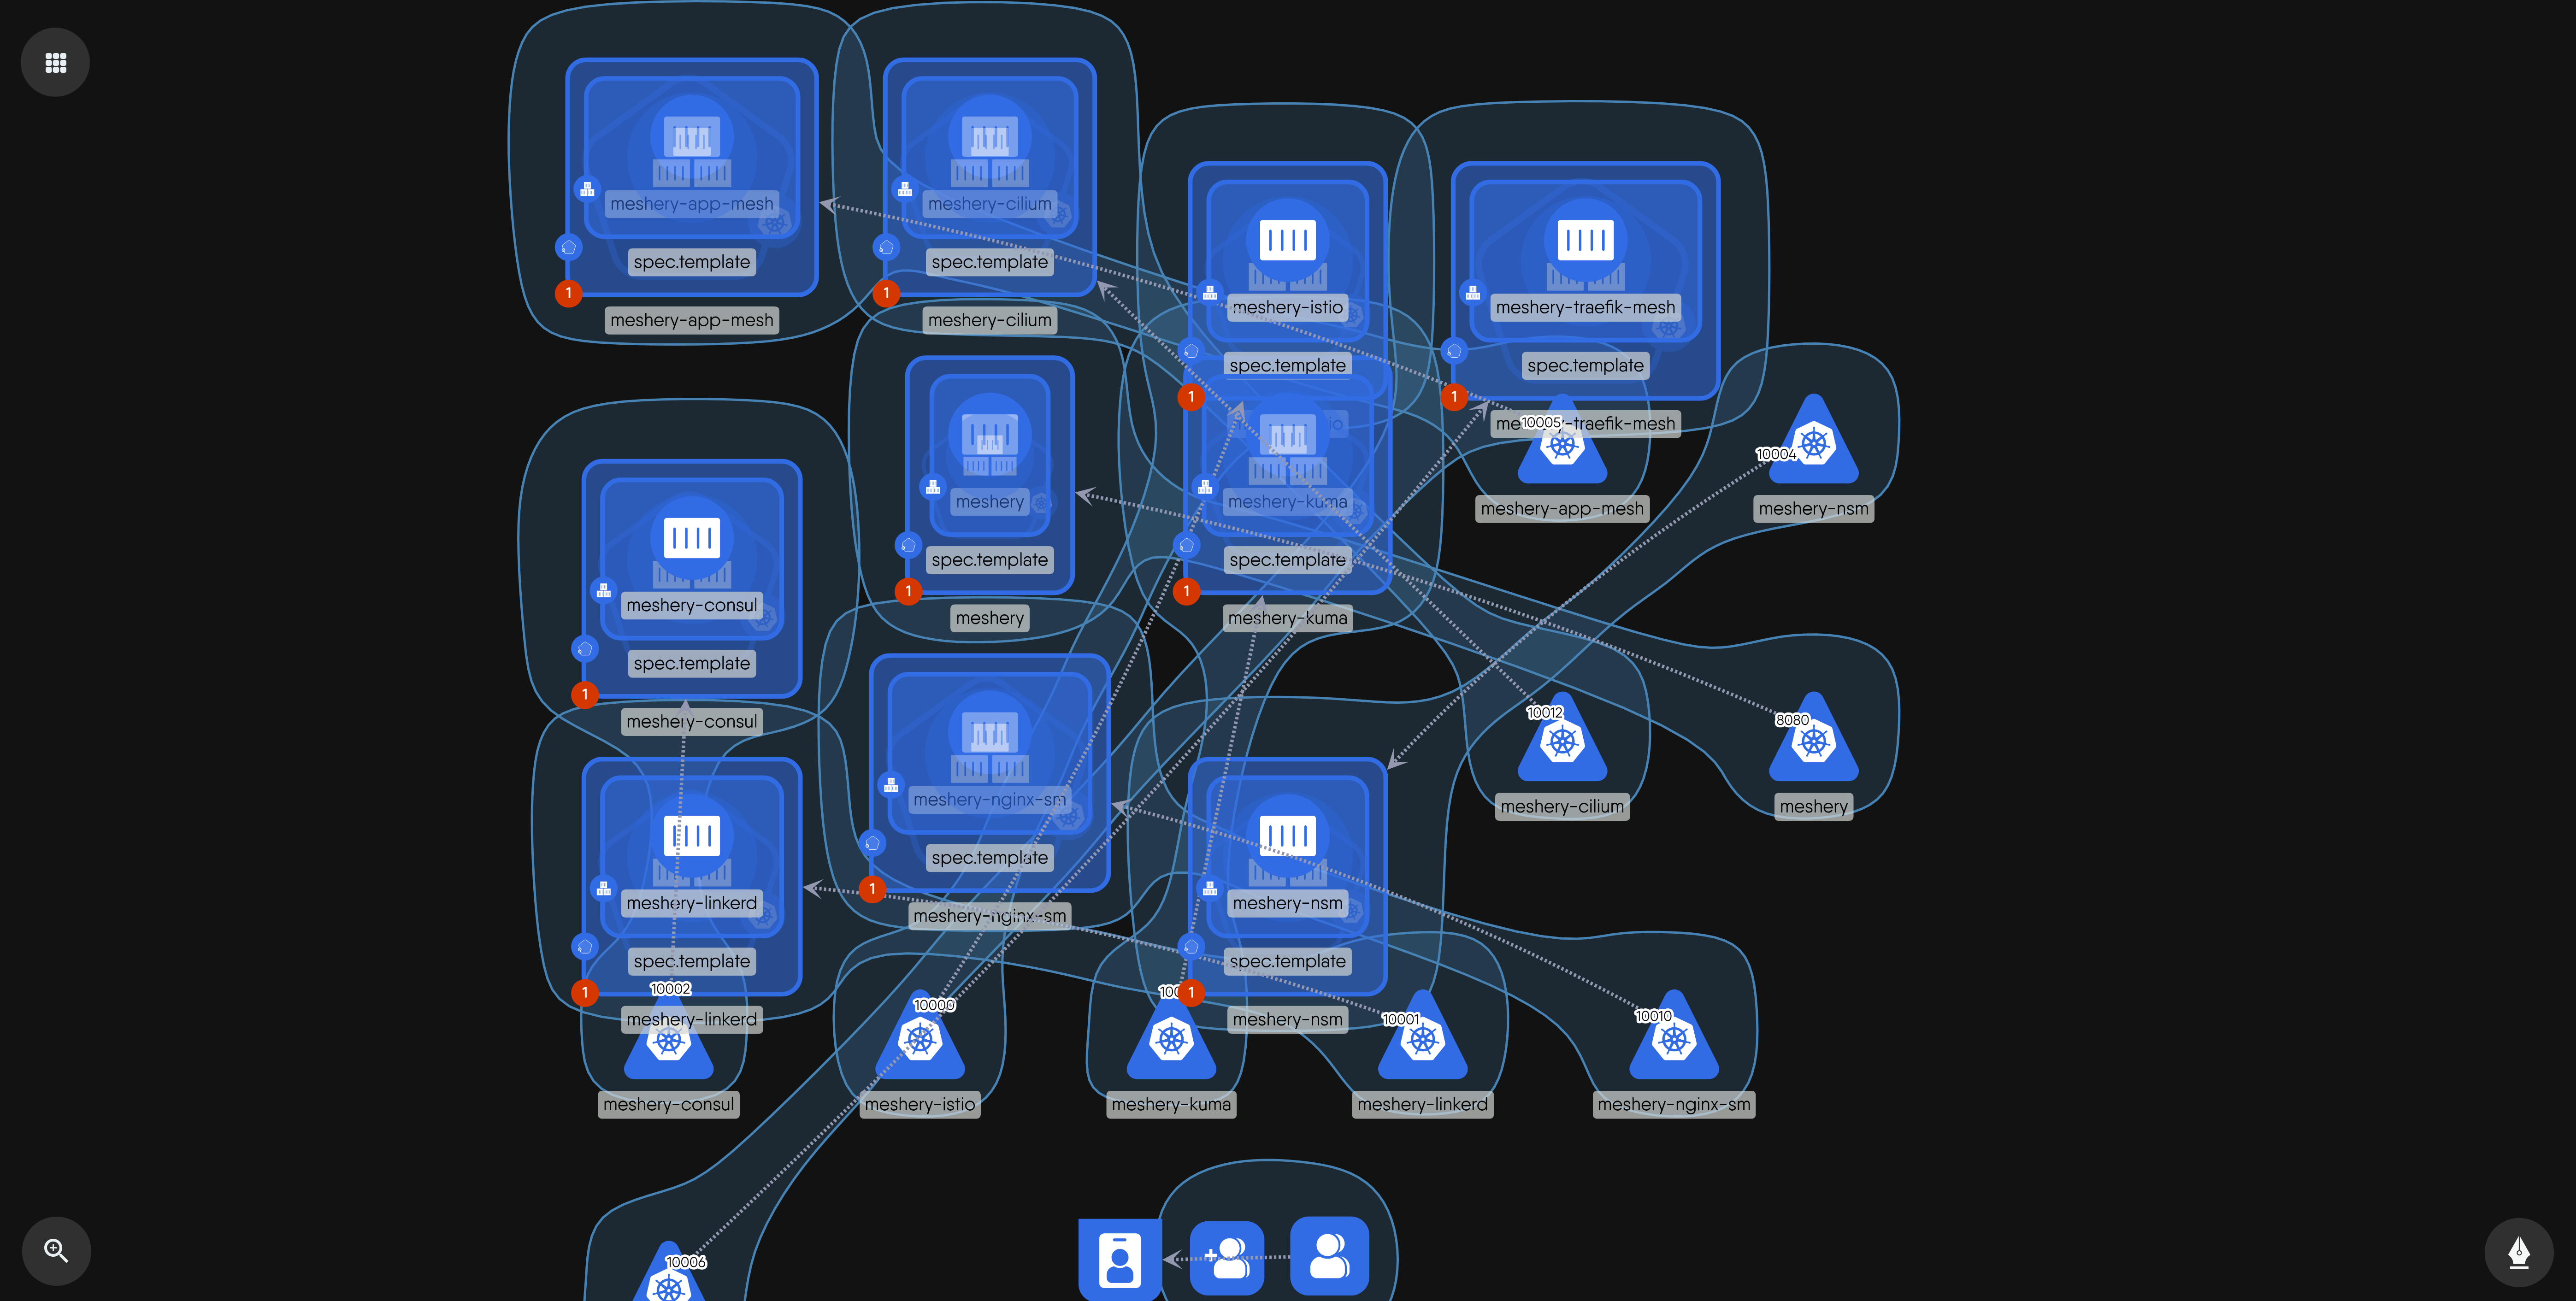 meshery-app-mesh
spec.template
1
meshery-app-mesh
meshery-cilium
spec.template
1
meshery-cilium
meshery-istio
spec.template
1
meshery-traefik-mesh
spec.template
1
10005
meshery-app-mesh
10004
meshery-nsm
meshery
spec.template
1
meshery
meshery-kuma
spec.template
1
meshery-kuma
meshery-consul
spec.template
1
meshery-consul
meshery-nginx-sm
spec.template
1
meshery-nginx-sm
10012
meshery-cilium
8080
meshery
meshery-linkerd
spec.template
1
meshery-linkerd
meshery-nsm
spec.template
1
meshery-nsm
10002
meshery-consul
10000
meshery-istio
meshery-kuma
10001
meshery-linkerd
10010
meshery-nginx-sm
10006